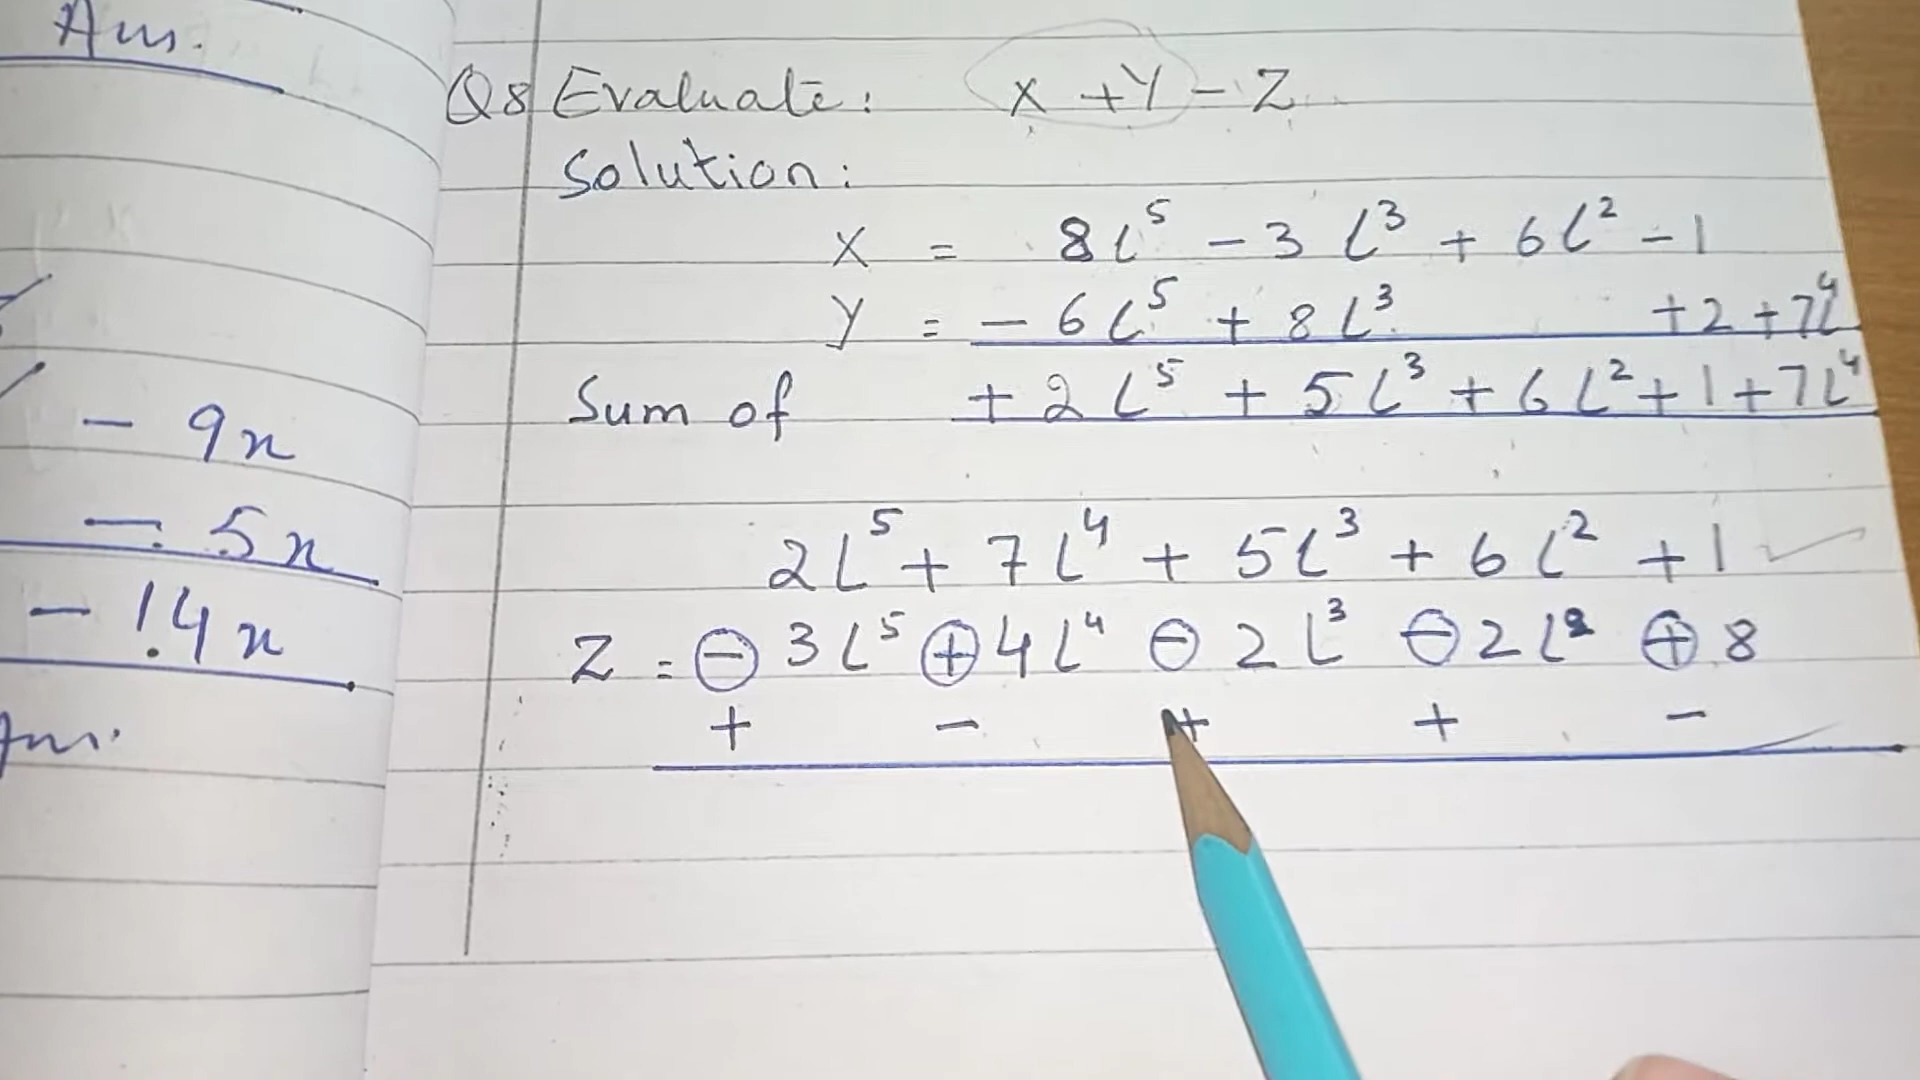 Ans.
- 9x
- 5x
- 14x
Ans.
Q8 Evaluate: X + Y - Z
Solution:
X = 8l⁵ - 3l³ + 6l² - 1
Y = - 6l⁵ + 8l³ + 2 + 7l⁴
Sum of + 2l⁵ + 5l³ + 6l² + 1 + 7l⁴
2l⁵ + 7l⁴ + 5l³ + 6l² + 1
Z = ⊖ 3l⁵ ⊕ 4l⁴ ⊖ 2l³ ⊖ 2l² ⊕ 8
+ - + + -